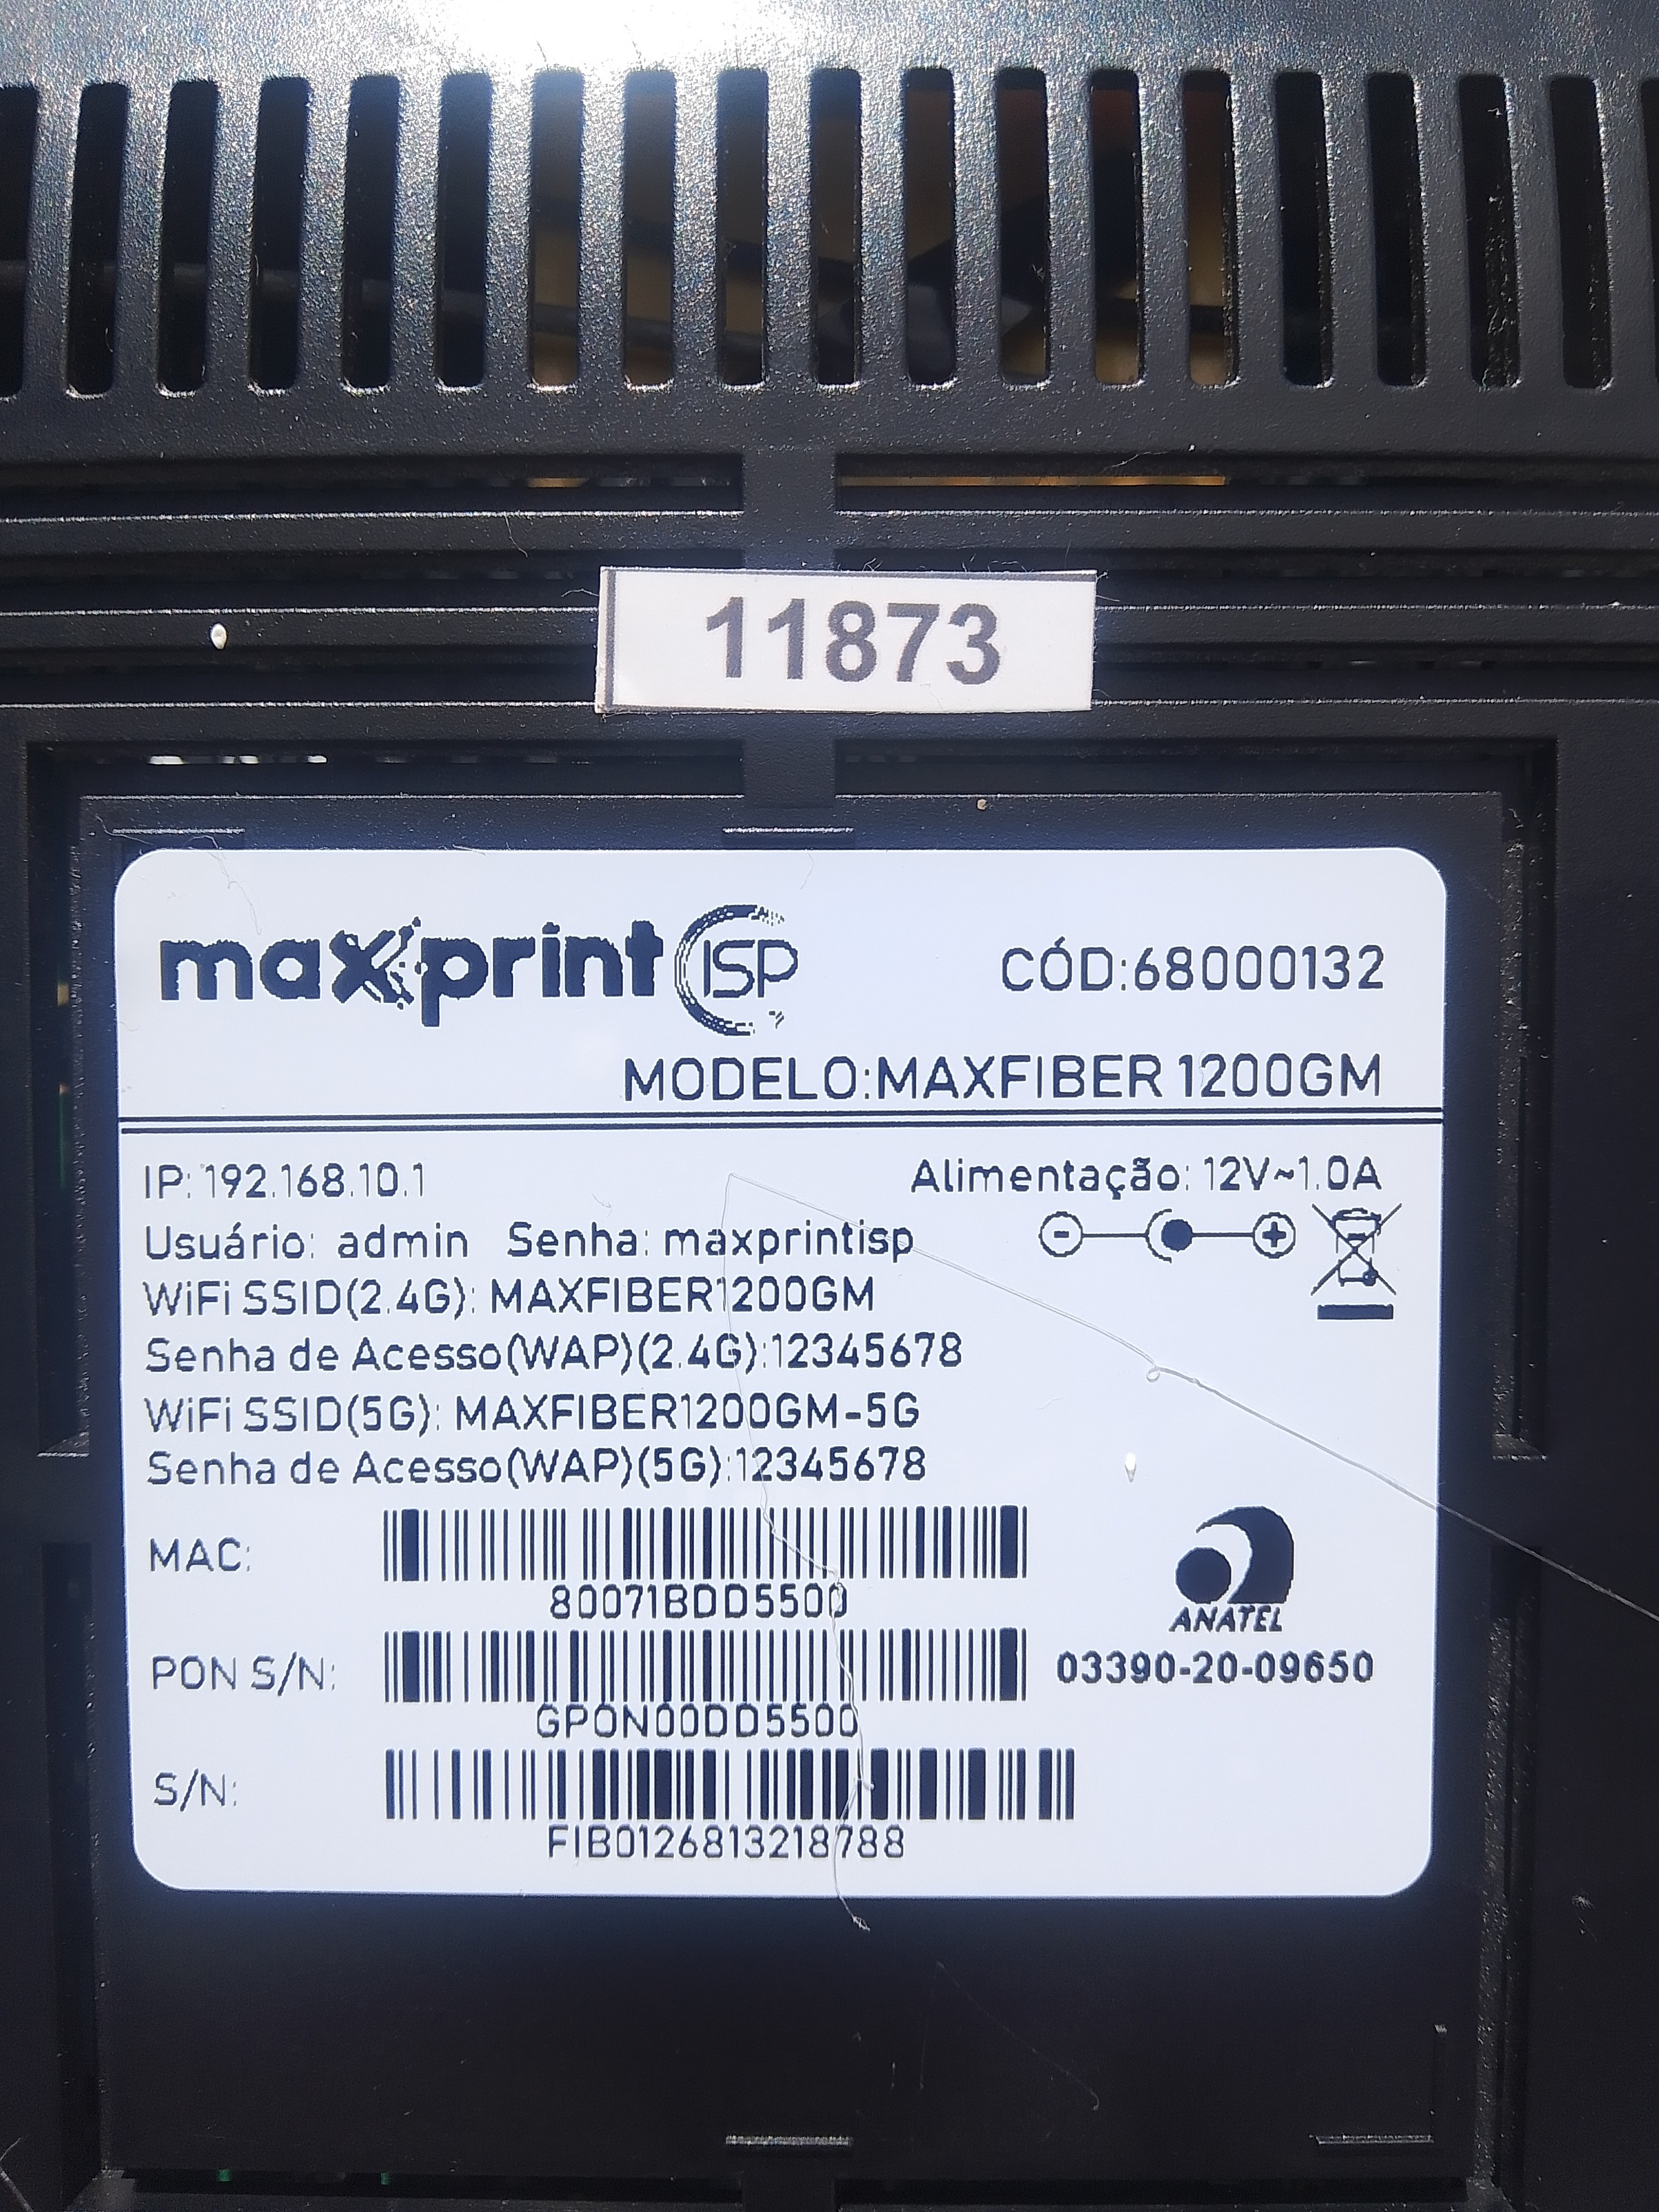 11873
maxprint ISP
CÓD:68000132
MODELO:MAXFIBER 1200GM
IP: 192.168.10.1
Alimentação: 12V~1.0A
Usuário: admin Senha: maxprintisp
- +
WiFi SSID(2.4G): MAXFIBER1200GM
Senha de Acesso(WAP)(2.4G):12345678
WiFi SSID(5G): MAXFIBER1200GM-5G
Senha de Acesso(WAP)(5G):12345678
MAC:
80071BDD5500
ANATEL
PON S/N:
03390-20-09650
GPON00DD5500
S/N:
FIB0126813218788